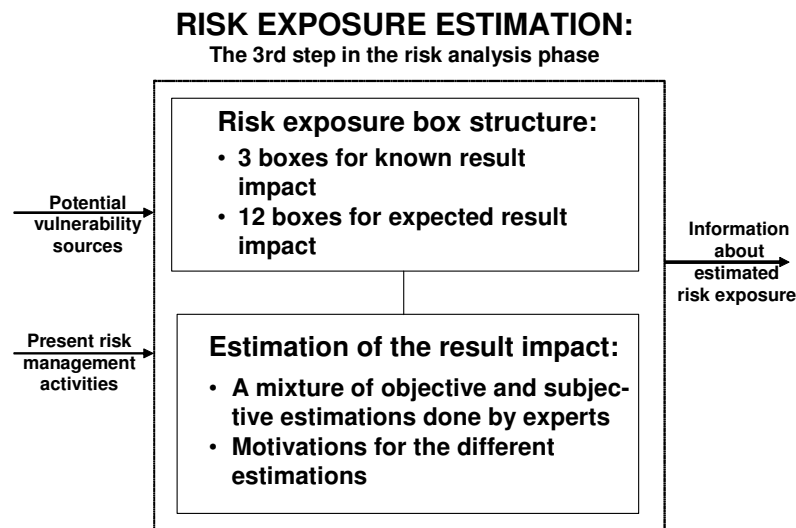 RISK EXPOSURE ESTIMATION:
The 3rd step in the risk analysis phase
Risk exposure box structure:
• 3 boxes for known result
impact
• 12 boxes for expected result
impact
Potential
vulnerability
sources
Information
about
estimated
risk exposure
Present risk
management
activities
Estimation of the result impact:
• A mixture of objective and subjec-
tive estimations done by experts
• Motivations for the different
estimations